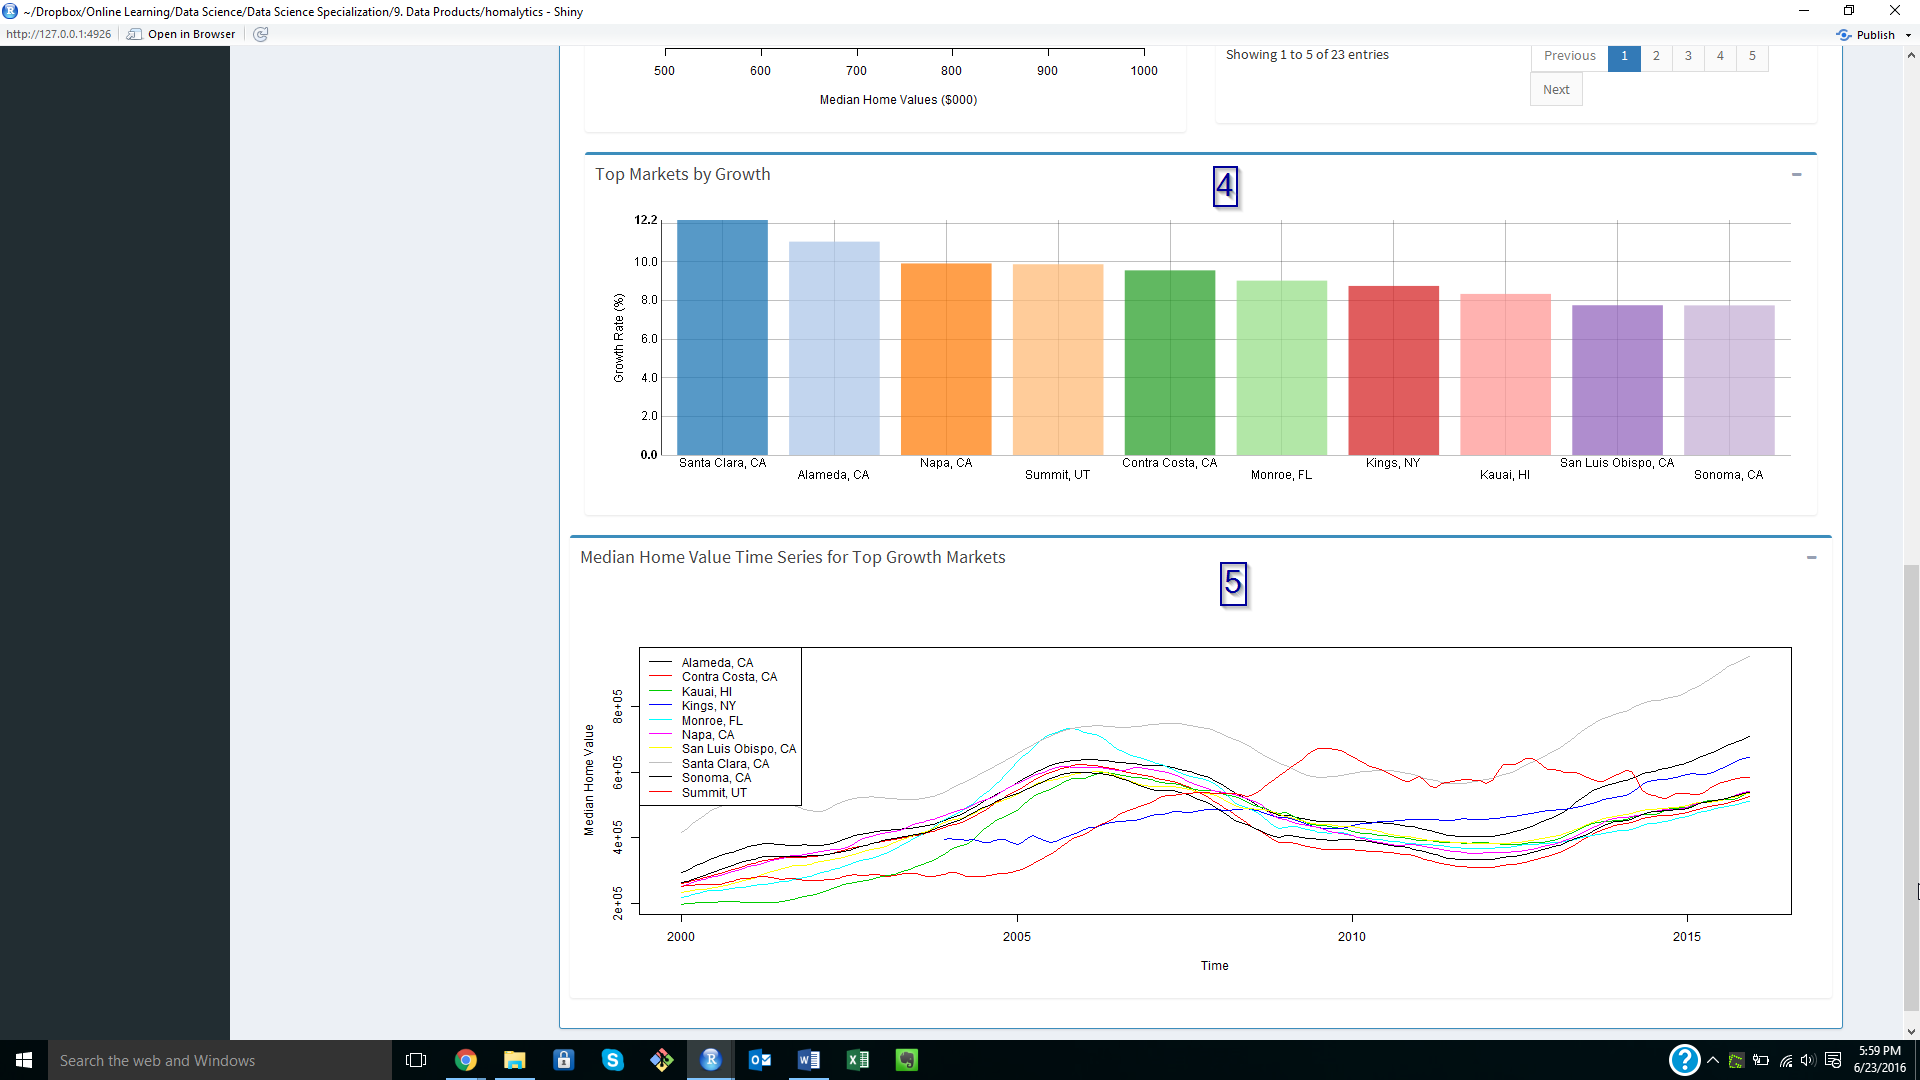 ~/Dropbox/Online Learning/Data Science/Data Science Specialization/9. Data Products/homalytics - Shiny
http://127.0.0.1:4926 Open in Browser Publish
500 600 700 800 900 1000
Median Home Values ($000)
Showing 1 to 5 of 23 entries
Previous 1 2 3 4 5
Next
Top Markets by Growth
4
12.2
10.0
8.0
6.0
4.0
2.0
0.0
Growth Rate (%)
Santa Clara, CA
Alameda, CA
Napa, CA
Summit, UT
Contra Costa, CA
Monroe, FL
Kings, NY
Kauai, HI
San Luis Obispo, CA
Sonoma, CA
Median Home Value Time Series for Top Growth Markets
5
Alameda, CA
Contra Costa, CA
Kauai, HI
Kings, NY
Monroe, FL
Napa, CA
San Luis Obispo, CA
Santa Clara, CA
Sonoma, CA
Summit, UT
Median Home Value
8e+05
6e+05
4e+05
2e+05
2000 2005 2010 2015
Time
Search the web and Windows
5:59 PM
6/23/2016